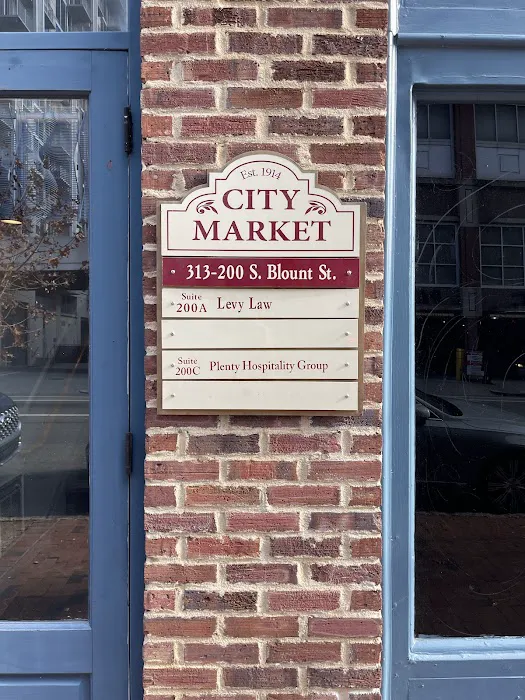 Est. 1914
CITY
MARKET
313-200 S. Blount St.
Suite
200A Levy Law
Suite
200C Plenty Hospitality Group